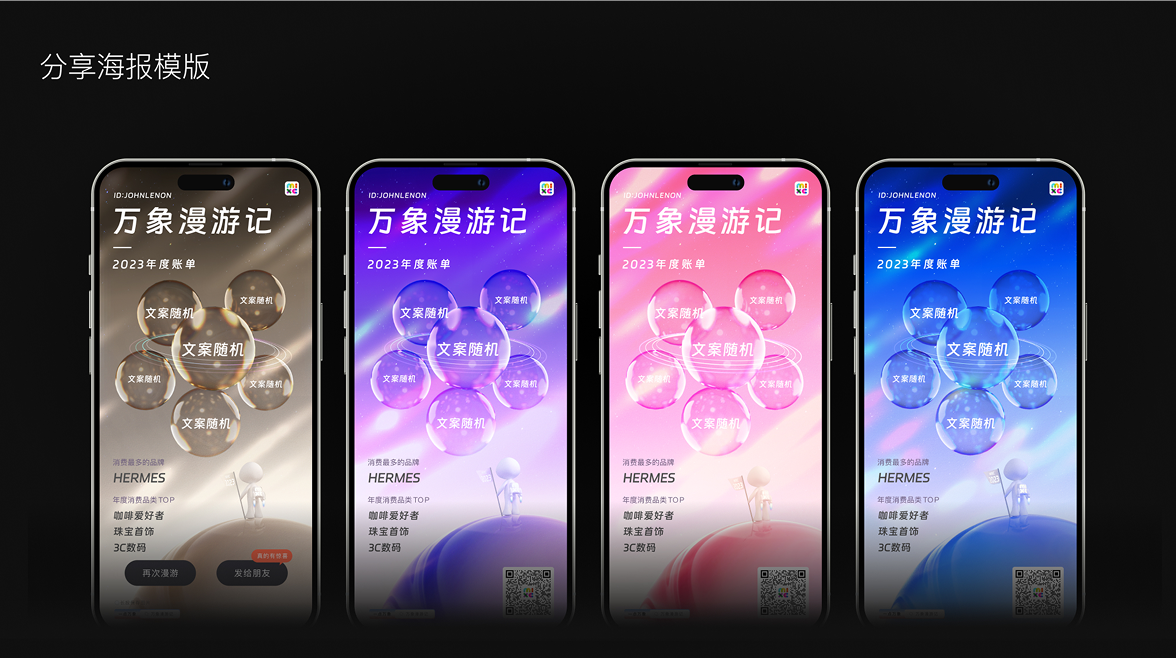 分享海报模版
ID:JOHNLENON
mi
xc
万象漫游记
2023年度账单
文案随机
文案随机
文案随机
文案随机
文案随机
文案随机
消费最多的品牌
HERMES
年度消费品类TOP
咖啡爱好者
珠宝首饰
3C数码
真的有惊喜
再次漫游
发给朋友
ID:JOHNLENON
mi
xc
万象漫游记
2023年度账单
文案随机
文案随机
文案随机
文案随机
文案随机
文案随机
消费最多的品牌
HERMES
年度消费品类TOP
咖啡爱好者
珠宝首饰
3C数码
ID:JOHNLENON
mi
xc
万象漫游记
2023年度账单
文案随机
文案随机
文案随机
文案随机
文案随机
文案随机
消费最多的品牌
HERMES
年度消费品类TOP
咖啡爱好者
珠宝首饰
3C数码
ID:JOHNLENON
mi
xc
万象漫游记
2023年度账单
文案随机
文案随机
文案随机
文案随机
文案随机
文案随机
消费最多的品牌
HERMES
年度消费品类TOP
咖啡爱好者
珠宝首饰
3C数码